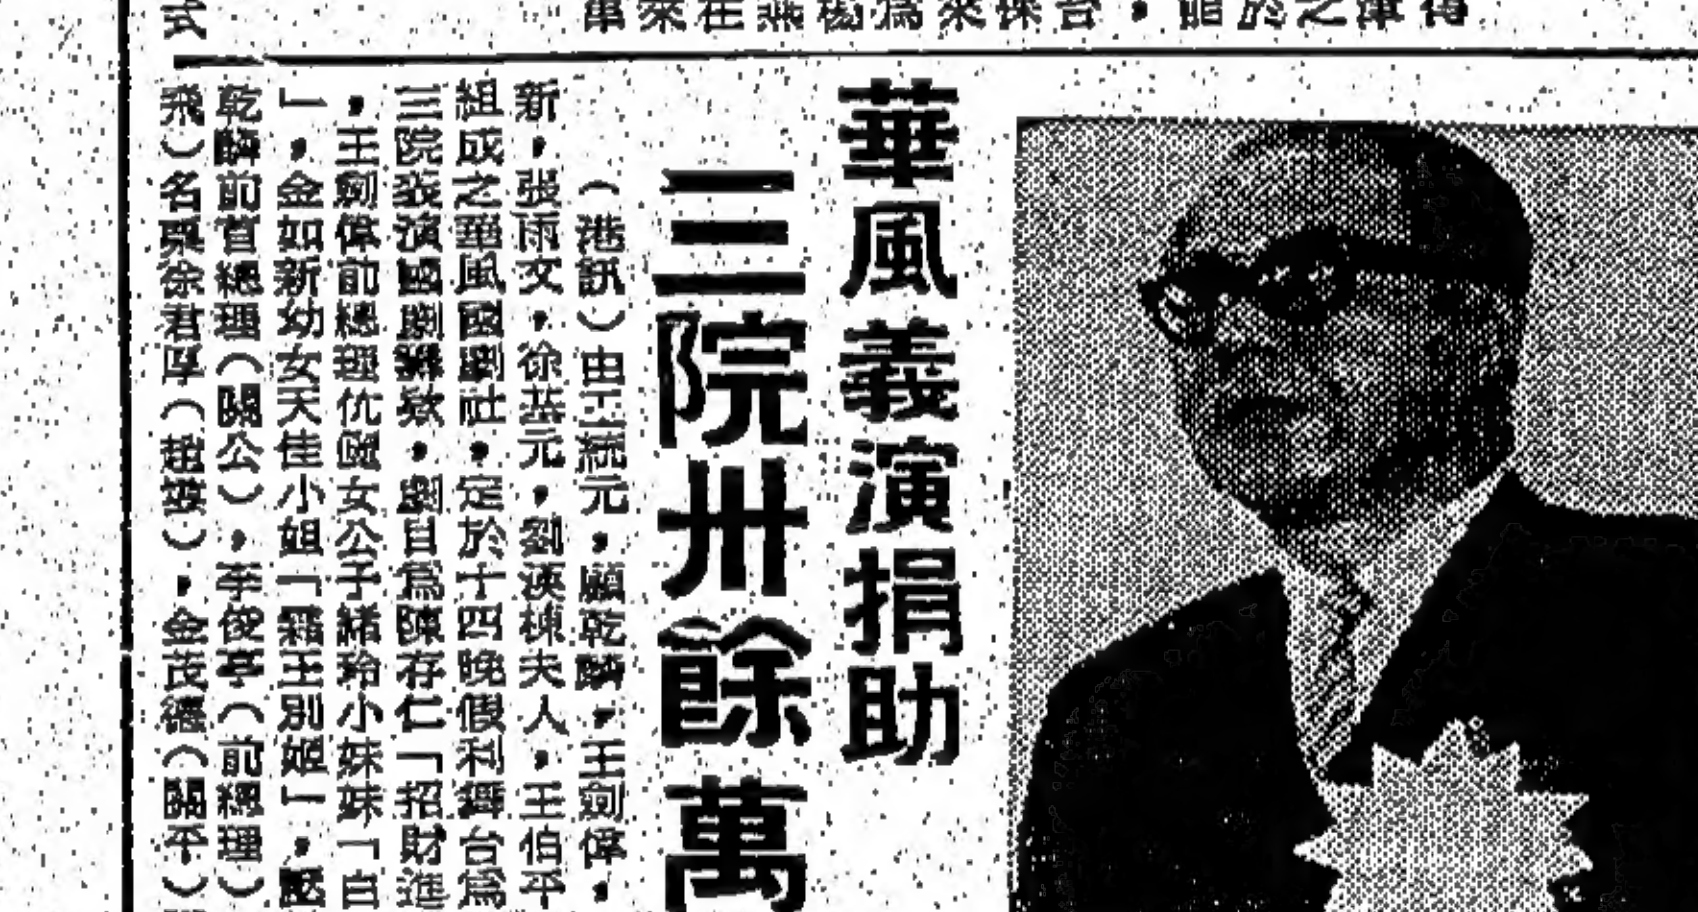 華風義演捐助
三院卅餘萬
(港訊)由王統元,顧乾麟,王劍偉,
新,張雨文,徐基元,劉漢棟夫人,王伯平
組成之華風國劇社,定於十四晚假利舞台爲
三院義演國劇籌欵,劇目爲陳存仁「招財進
,王劍偉前總理伉儷女公子緒玲小妹妹「白
」,金如新幼女天佳小姐「霸王別姬」,壓
乾麟前首總理(關公),李俊亭(前總理)
飛)名票徐君厚(趙雲),金茂德(關平)
式